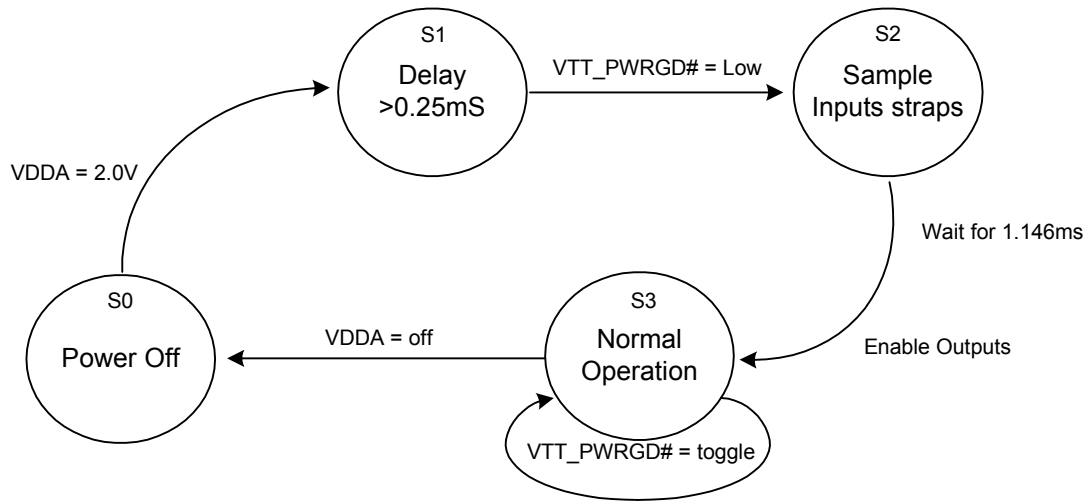 S1
Delay
>0.25mS
VTT_PWRGD# = Low
S2
Sample
Inputs straps
VDDA = 2.0V
Wait for 1.146ms
S0
Power Off
VDDA = off
S3
Normal
Operation
Enable Outputs
VTT_PWRGD# = toggle